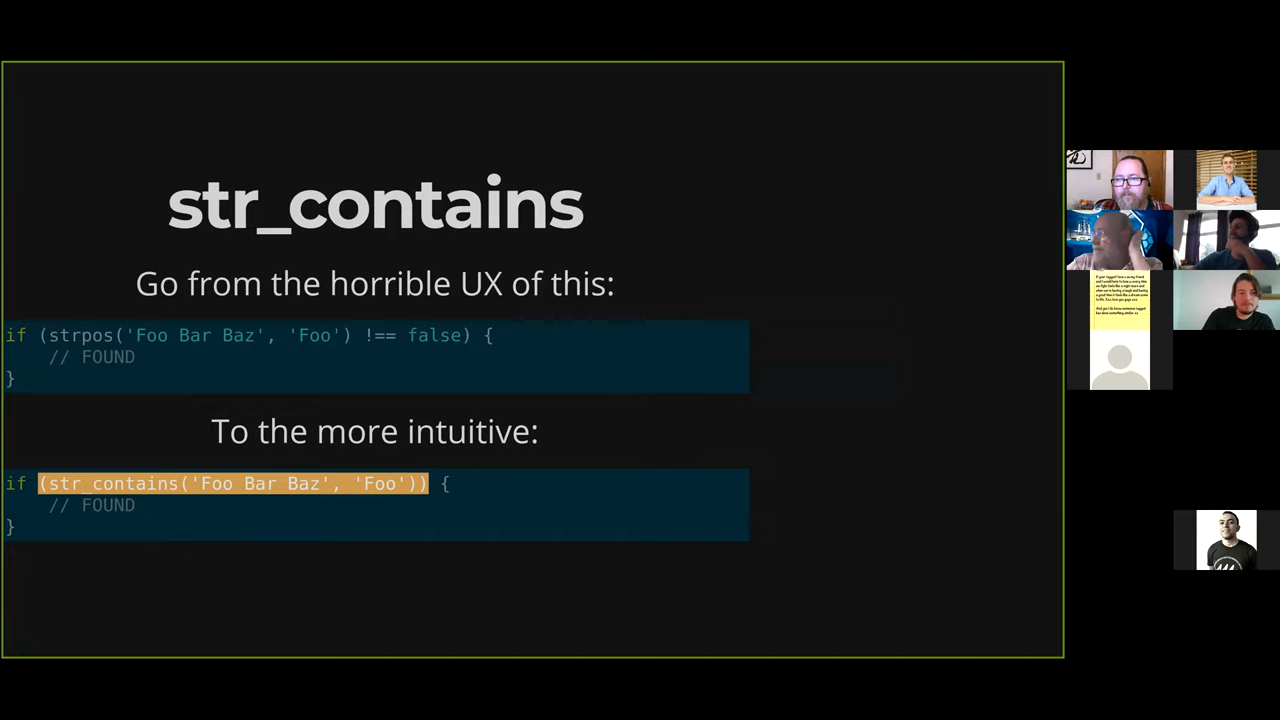 str_contains
Go from the horrible UX of this:
if (strpos('Foo Bar Baz', 'Foo') !== false) {
// FOUND
}
To the more intuitive:
if (str_contains('Foo Bar Baz', 'Foo')) {
// FOUND
}